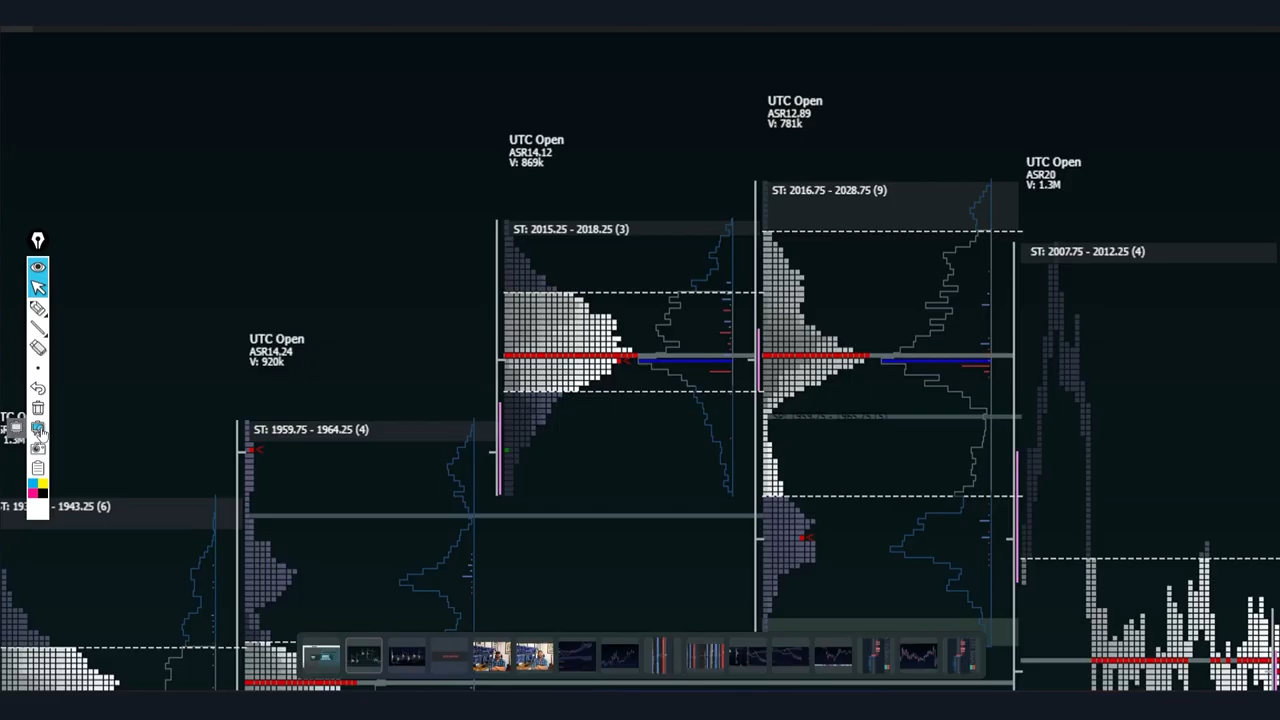 UTC Open
ASR12.89
V: 781k
UTC Open
ASR14.12
V: 869k
UTC Open
ASR20
V: 1.3M
ST: 2016.75 - 2028.75 (9)
ST: 2015.25 - 2018.25 (3)
ST: 2007.75 - 2012.25 (4)
UTC Open
ASR14.24
V: 920k
ST: 1959.75 - 1964.25 (4)
1.3M
- 1943.25 (6)